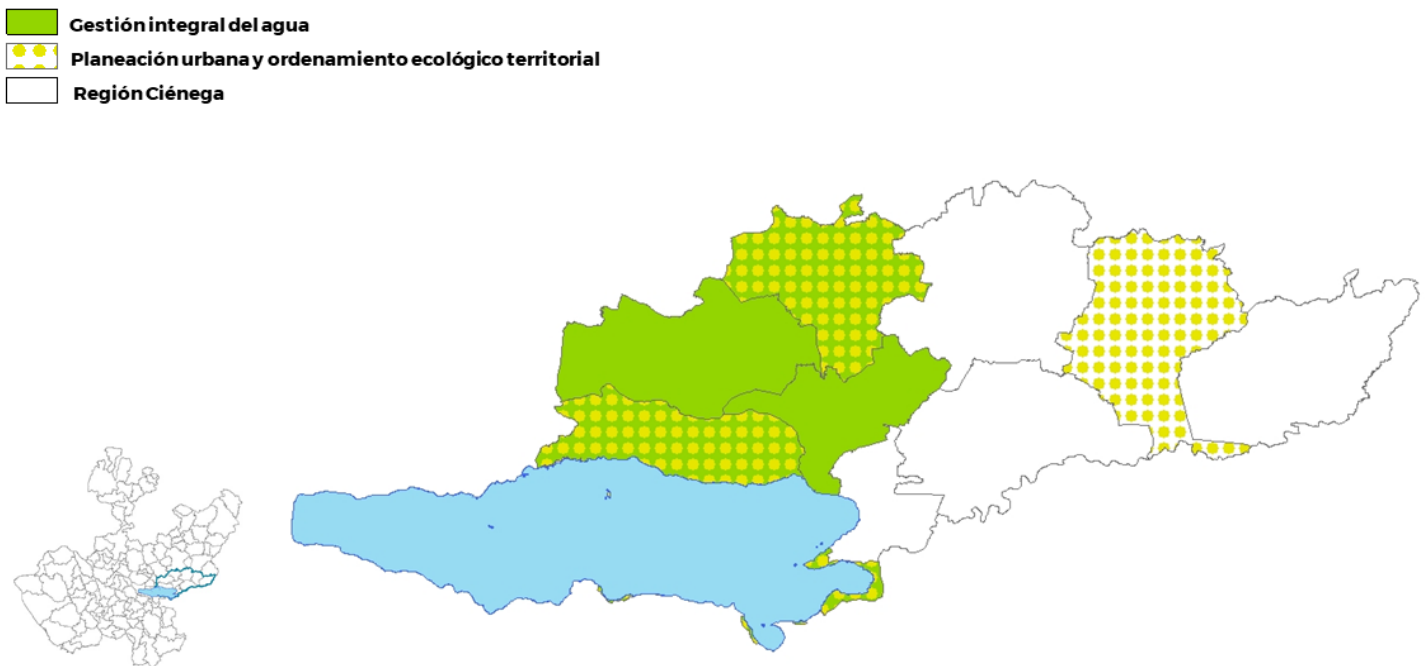 Gestión integral del agua
Planeación urbana y ordenamiento ecológico territorial
Región Ciénega